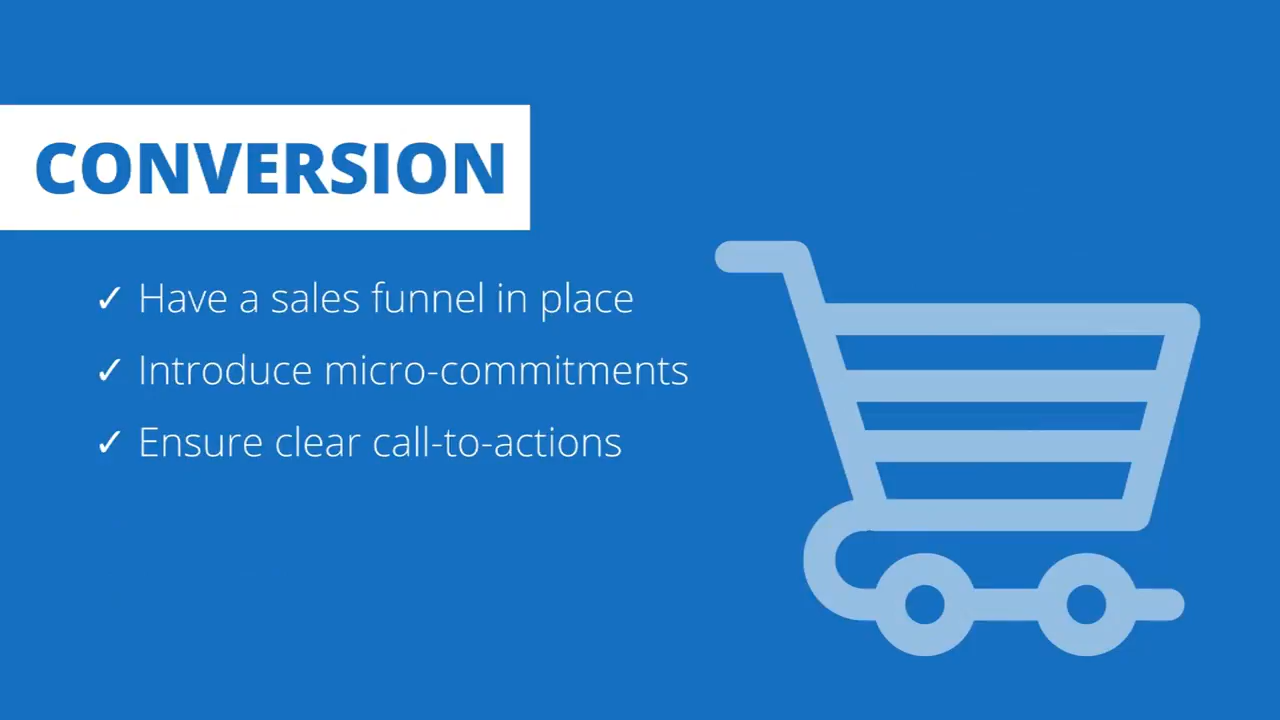 CONVERSION
✓ Have a sales funnel in place
✓ Introduce micro-commitments
✓ Ensure clear call-to-actions